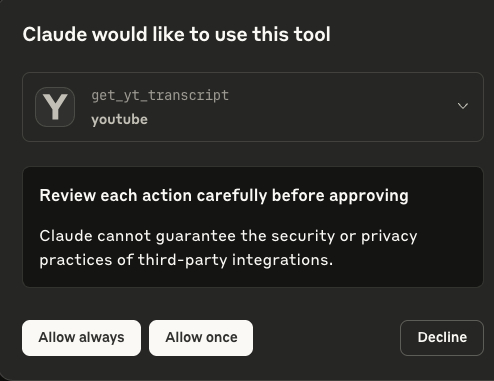 Claude would like to use this tool
Y
get_yt_transcript
youtube
Review each action carefully before approving
Claude cannot guarantee the security or privacy
practices of third-party integrations.
Allow always
Allow once
Decline